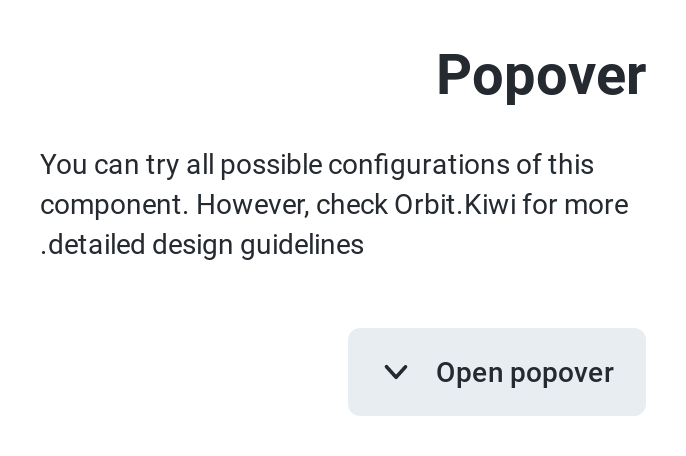 Popover
You can try all possible configurations of this
component. However, check Orbit.Kiwi for more
.detailed design guidelines
Open popover